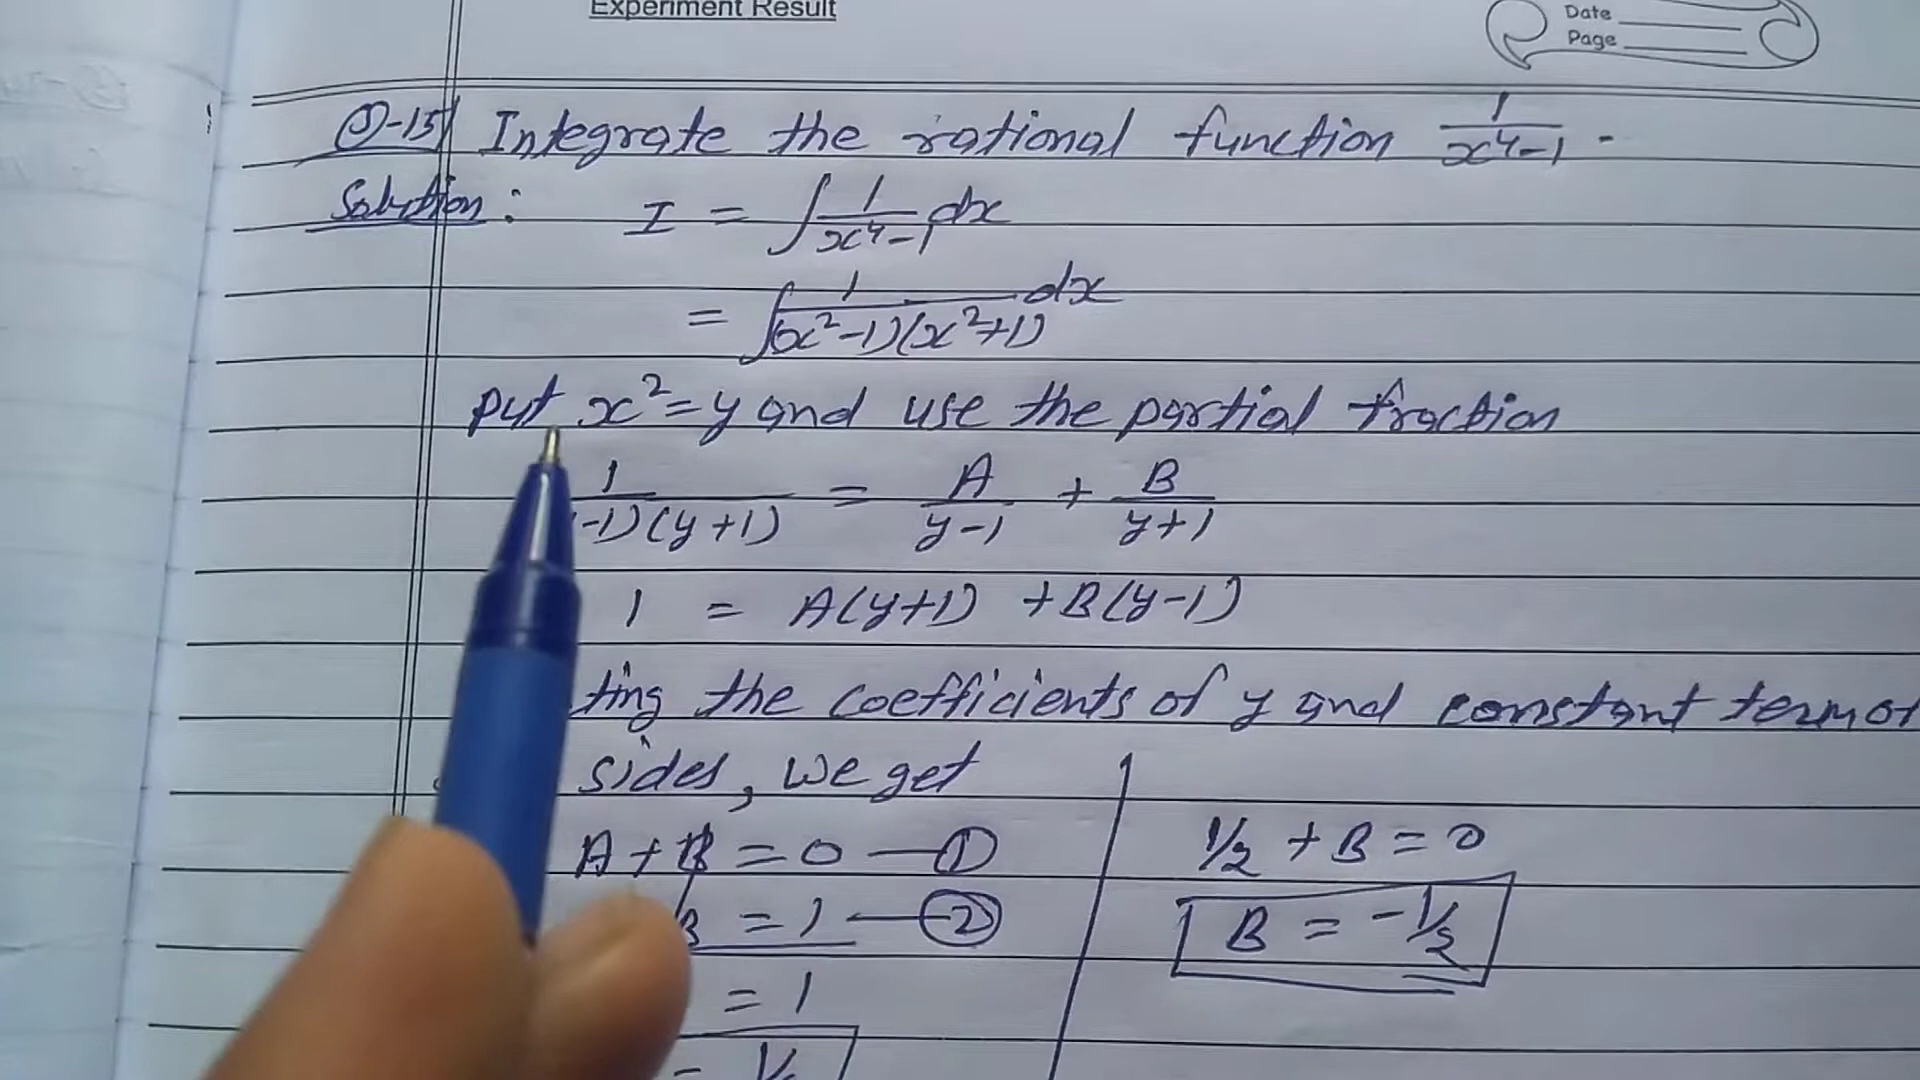 Experiment Result
Date
Page
Q-15 Integrate the rational function 1/(x⁴-1) .
Solution : I = ∫ 1/(x⁴-1) dx
= ∫ 1/((x²-1)(x²+1)) dx
put x² = y and use the partial fraction
1/( -1)(y+1) = A/(y-1) + B/(y+1)
1 = A(y+1) + B(y-1)
ting the coefficients of y and constant term of
sides, we get
A + B = 0 — ①
B = 1 — ②
= 1
1/2 + B = 0
B = -1/2